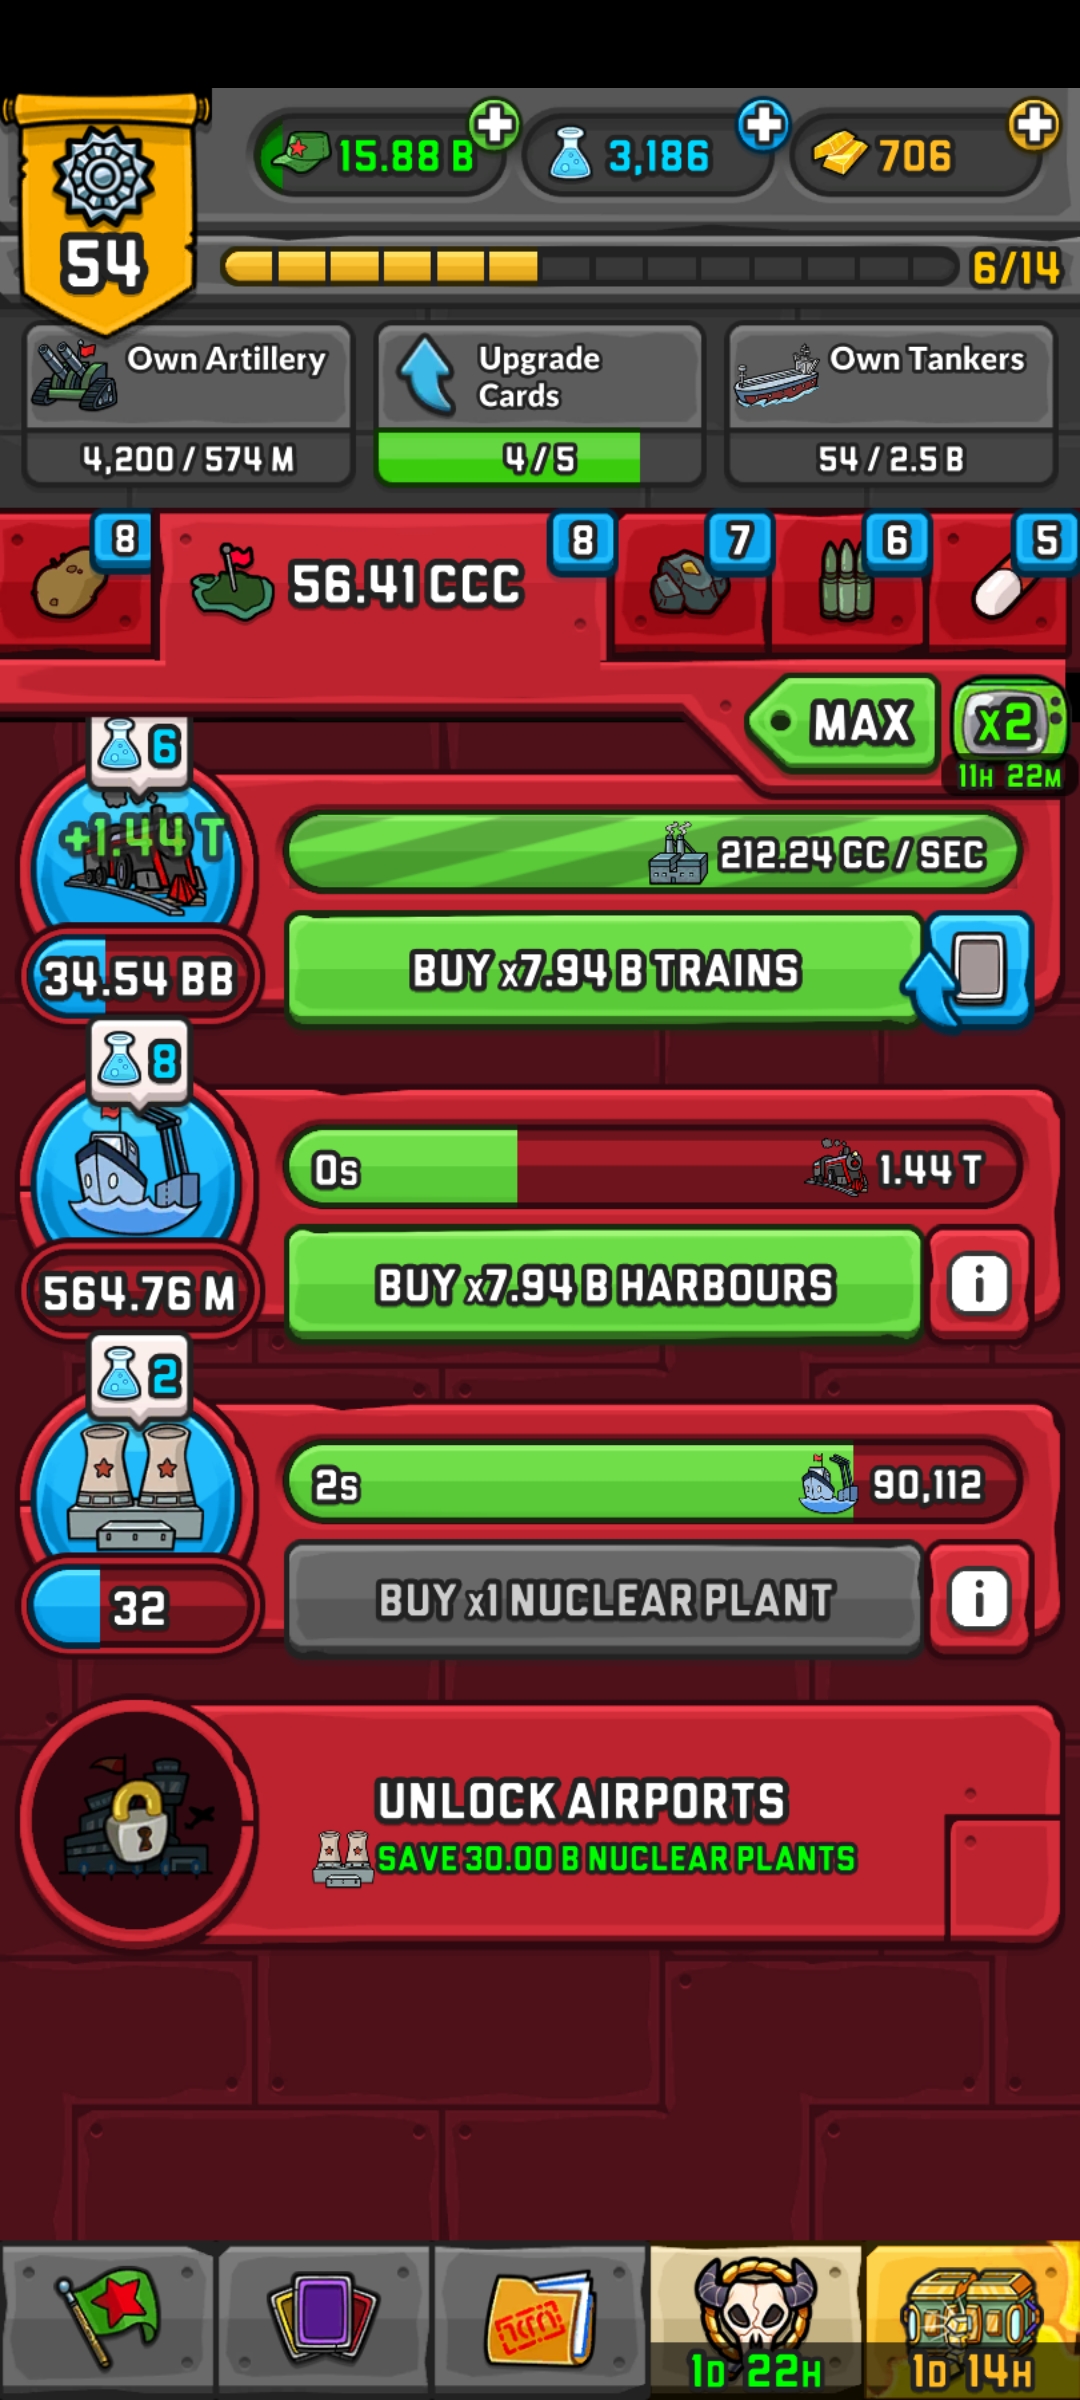 15.88 B
3,186
706
54
6/14
Own Artillery
4,200 / 574 M
Upgrade
Cards
4 / 5
Own Tankers
54 / 2.5 B
8
56.41 CCC
8
7
6
5
MAX
x2
11H 22M
6
+1.44 T
212.24 CC / SEC
34.54 BB
BUY x7.94 B TRAINS
8
0s
1.44 T
564.76 M
BUY x7.94 B HARBOURS
i
2
2s
90,112
32
BUY x1 NUCLEAR PLANT
i
UNLOCK AIRPORTS
SAVE 30.00 B NUCLEAR PLANTS
1D 22H
1D 14H